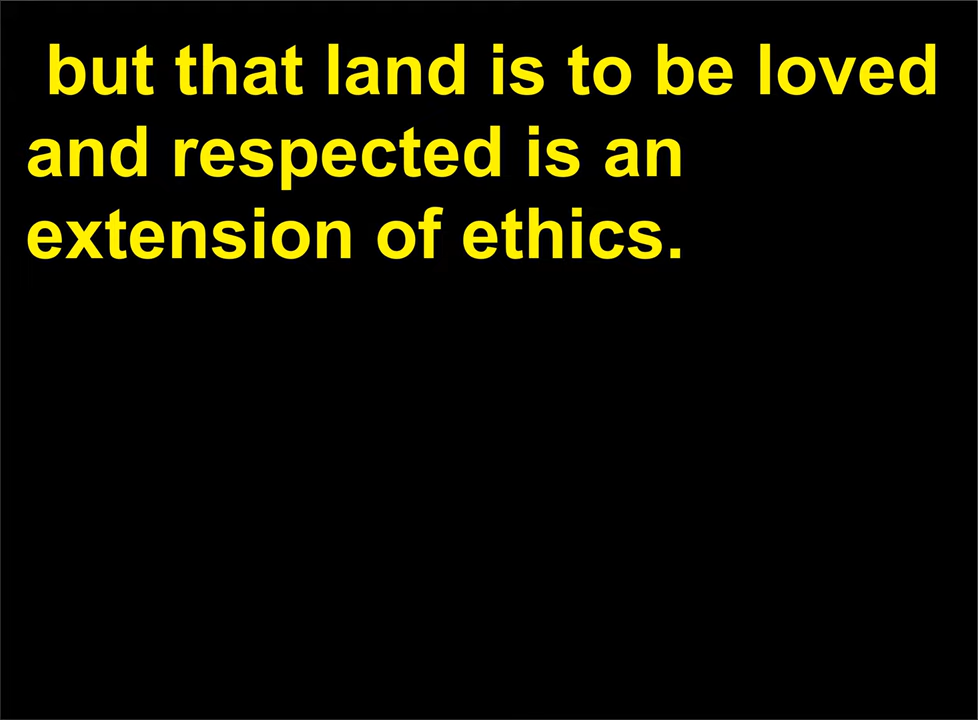 but that land is to be loved
and respected is an
extension of ethics.